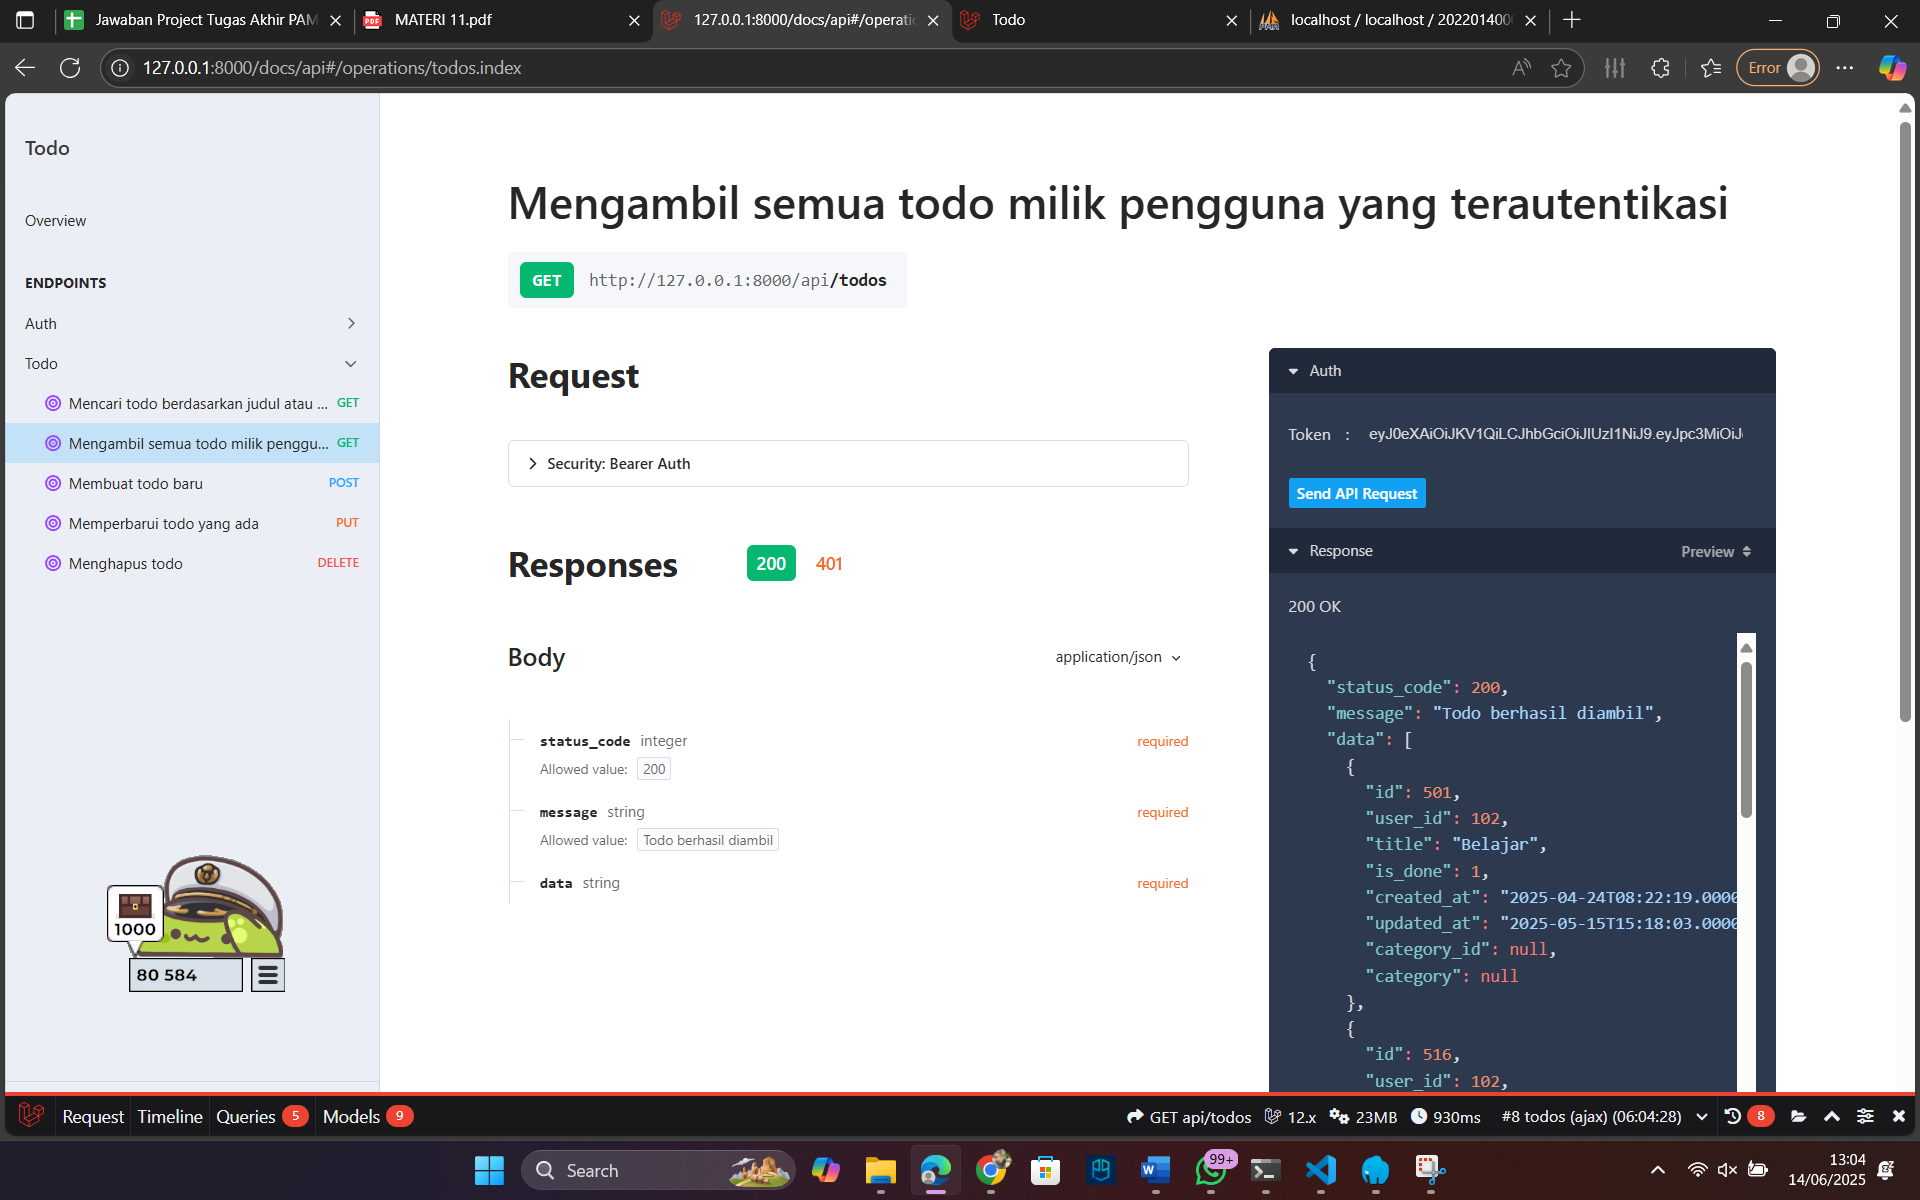 Jawaban Project Tugas Akhir PAM
MATERI 11.pdf
127.0.0.1:8000/docs/api#/operati
Todo
localhost / localhost / 202201400
127.0.0.1:8000/docs/api#/operations/todos.index
Error
Todo
Overview
ENDPOINTS
Auth
Todo
Mencari todo berdasarkan judul atau ... GET
Mengambil semua todo milik penggu... GET
Membuat todo baru POST
Memperbarui todo yang ada PUT
Menghapus todo DELETE
1000
80 584
Mengambil semua todo milik pengguna yang terautentikasi
GET http://127.0.0.1:8000/api/todos
Request
Security: Bearer Auth
Responses 200 401
Body application/json
status_code integer required
Allowed value: 200
message string required
Allowed value: Todo berhasil diambil
data string required
Auth
Token : eyJ0eXAiOiJKV1QiLCJhbGciOiJIUzI1NiJ9.eyJpc3MiOiJ
Send API Request
Response Preview
200 OK
{
"status_code": 200,
"message": "Todo berhasil diambil",
"data": [
{
"id": 501,
"user_id": 102,
"title": "Belajar",
"is_done": 1,
"created_at": "2025-04-24T08:22:19.0000
"updated_at": "2025-05-15T15:18:03.0000
"category_id": null,
"category": null
},
{
"id": 516,
"user_id": 102,
Request Timeline Queries 5 Models 9
GET api/todos 12.x 23MB 930ms #8 todos (ajax) (06:04:28) 8
Search
99+
13:04
14/06/2025